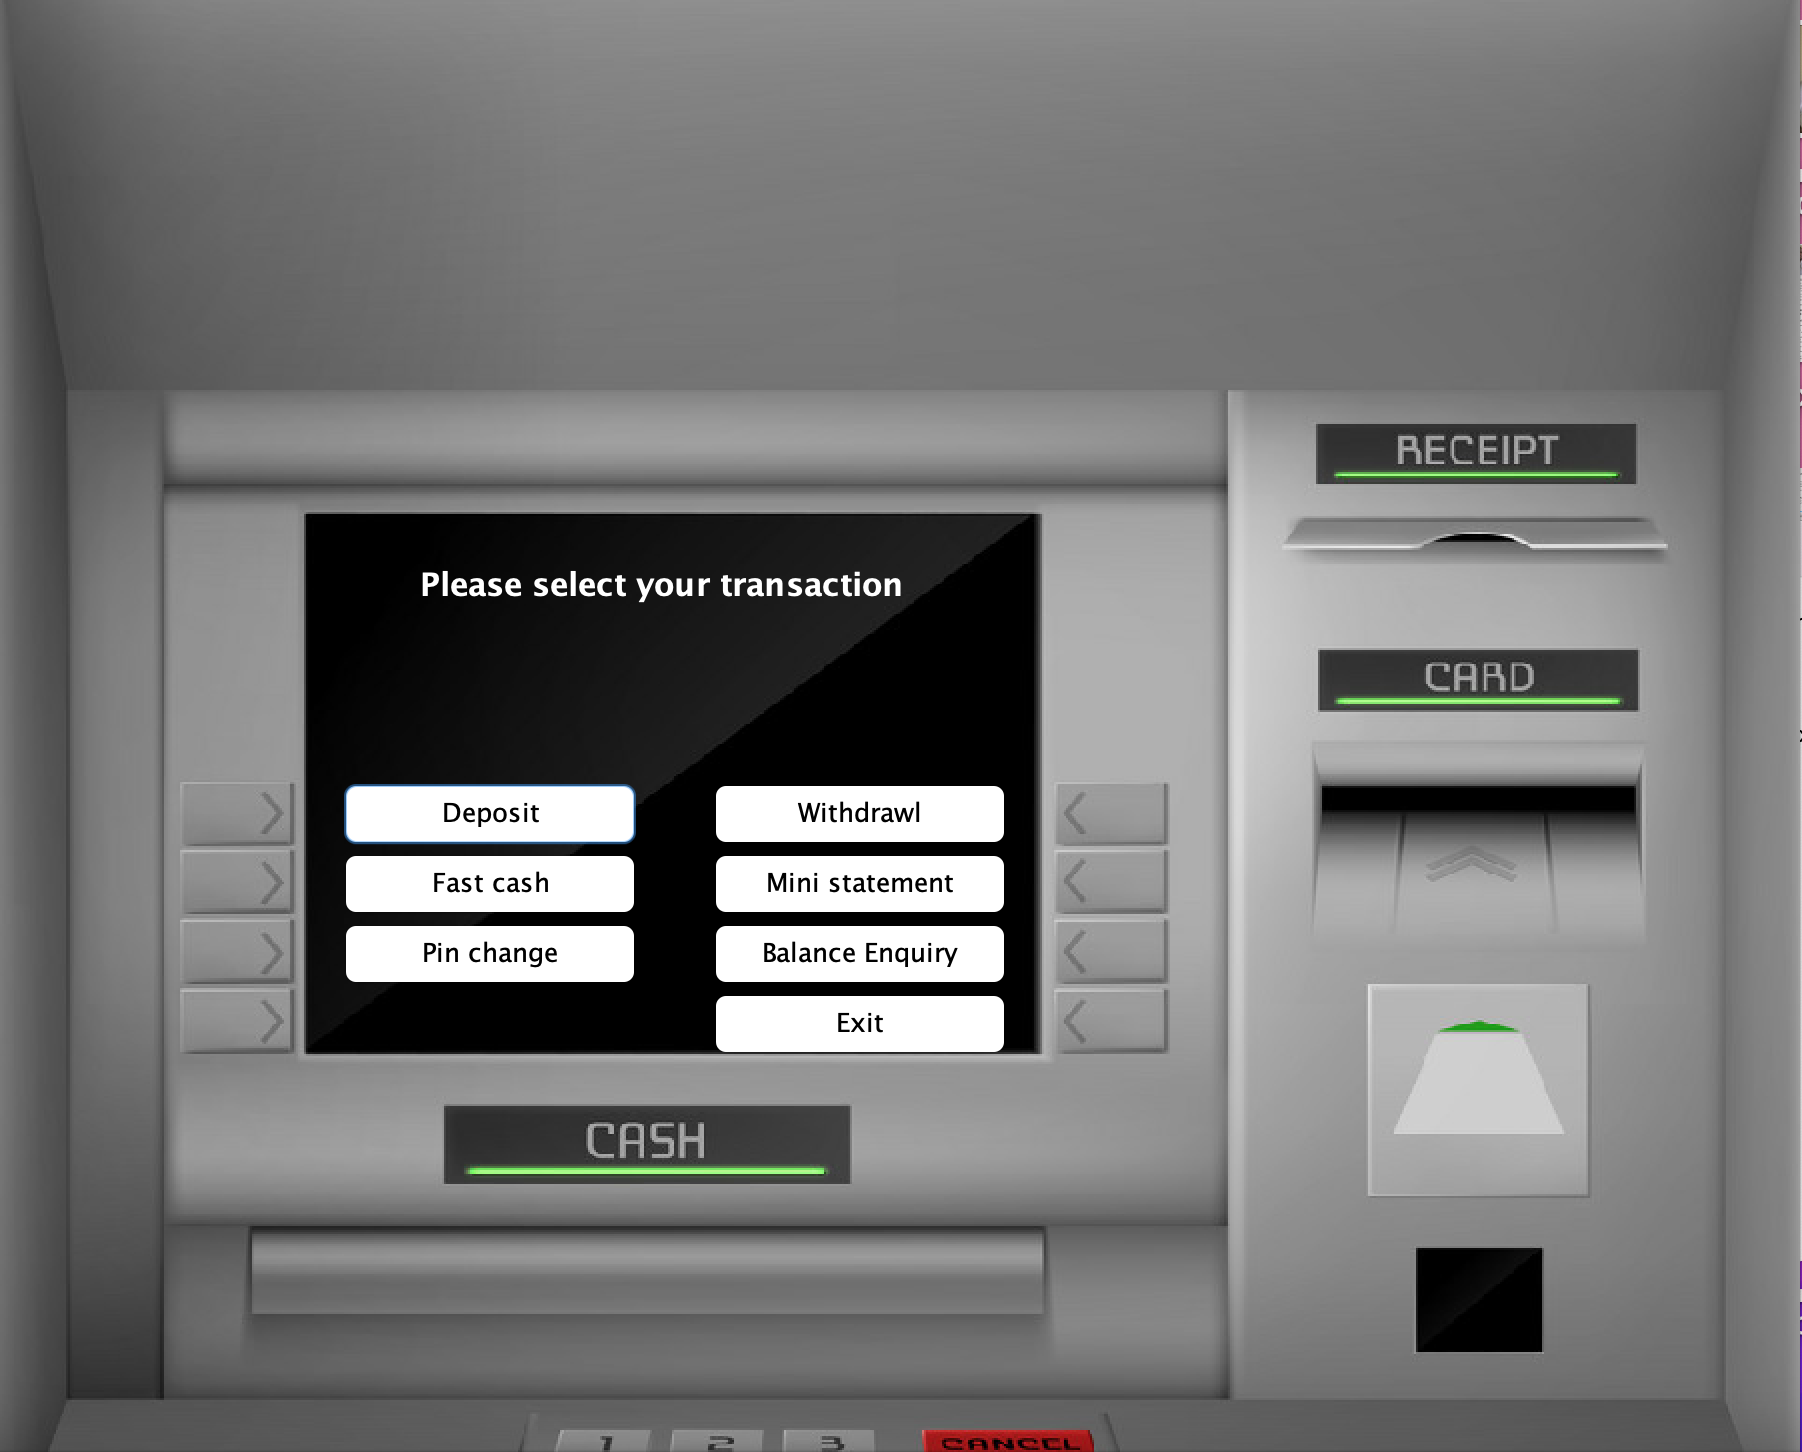 RECEIPT
Please select your transaction
CARD
Deposit
Withdrawl
Fast cash
Mini statement
Pin change
Balance Enquiry
Exit
CASH
1 2 3 CANCEL